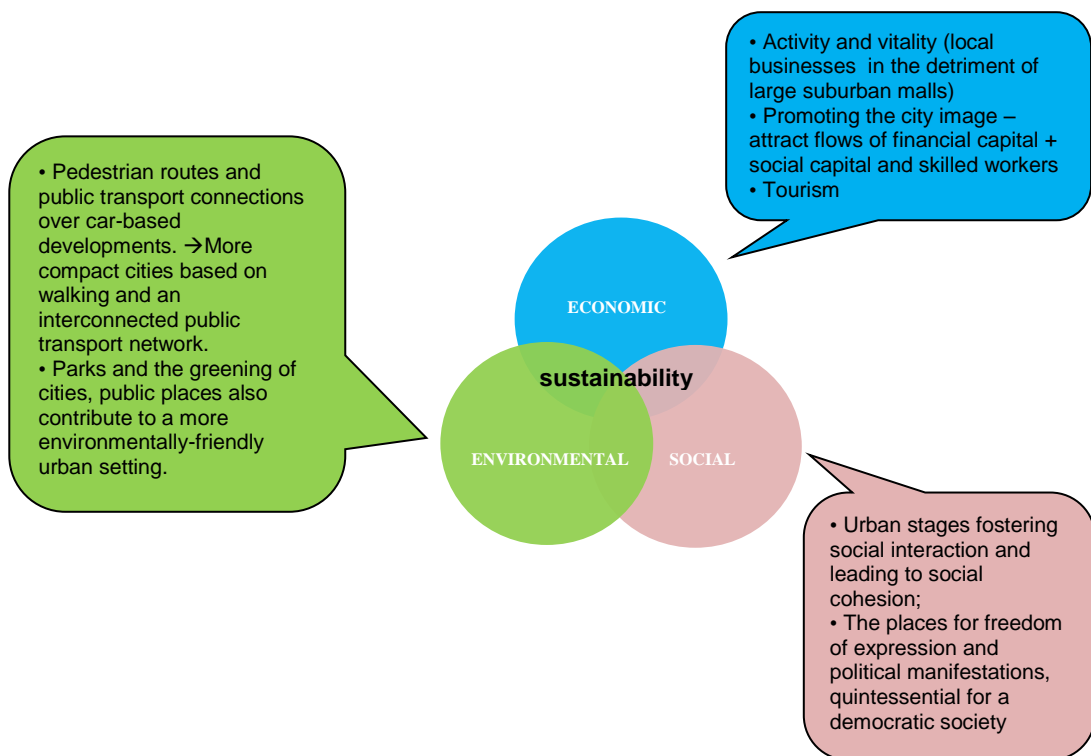 • Activity and vitality (local
businesses in the detriment of
large suburban malls)
• Promoting the city image –
attract flows of financial capital +
social capital and skilled workers
• Tourism
• Pedestrian routes and
public transport connections
over car-based
developments. →More
compact cities based on
walking and an
interconnected public
transport network.
• Parks and the greening of
cities, public places also
contribute to a more
environmentally-friendly
urban setting.
ECONOMIC
sustainability
ENVIRONMENTAL
SOCIAL
• Urban stages fostering
social interaction and
leading to social
cohesion;
• The places for freedom
of expression and
political manifestations,
quintessential for a
democratic society